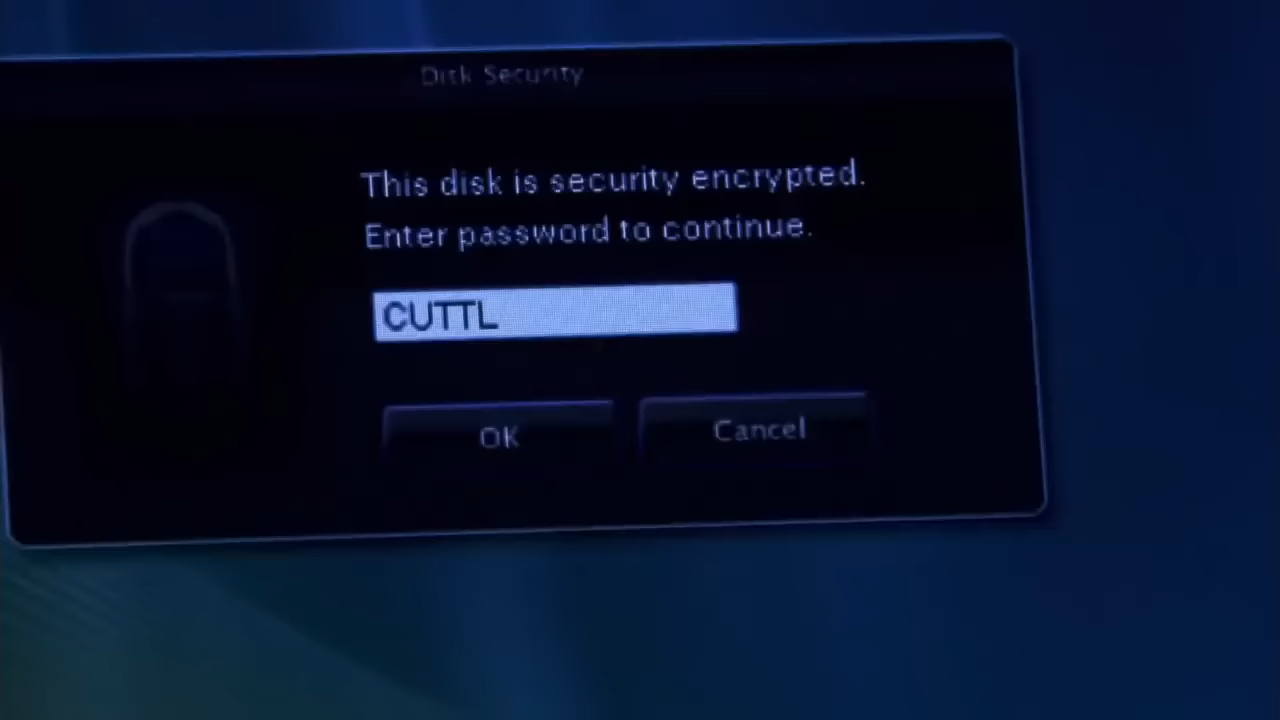 Disk Security
This disk is security encrypted.
Enter password to continue.
CUTTL
OK
Cancel